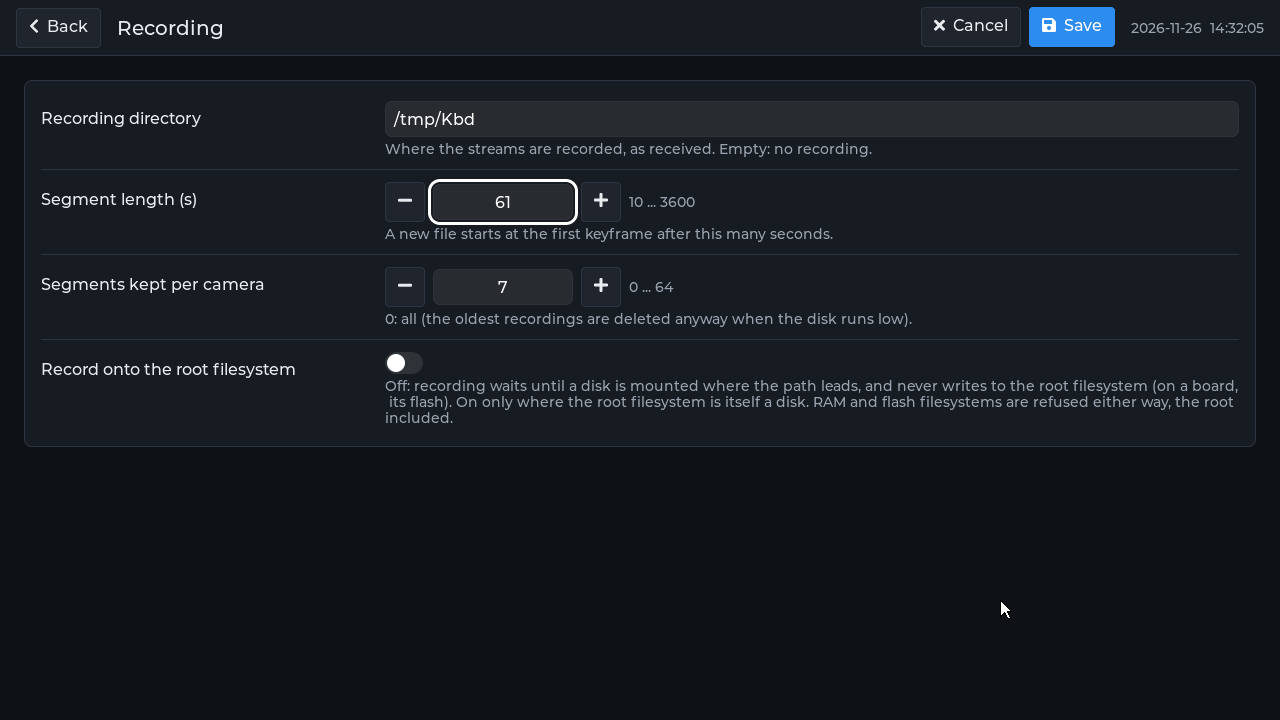 Back Recording Cancel Save 2026-11-26 14:32:05
Recording directory /tmp/Kbd
Where the streams are recorded, as received. Empty: no recording.
Segment length (s) 61 10 ... 3600
A new file starts at the first keyframe after this many seconds.
Segments kept per camera 7 0 ... 64
0: all (the oldest recordings are deleted anyway when the disk runs low).
Record onto the root filesystem
Off: recording waits until a disk is mounted where the path leads, and never writes to the root filesystem (on a board,
its flash). On only where the root filesystem is itself a disk. RAM and flash filesystems are refused either way, the root
included.